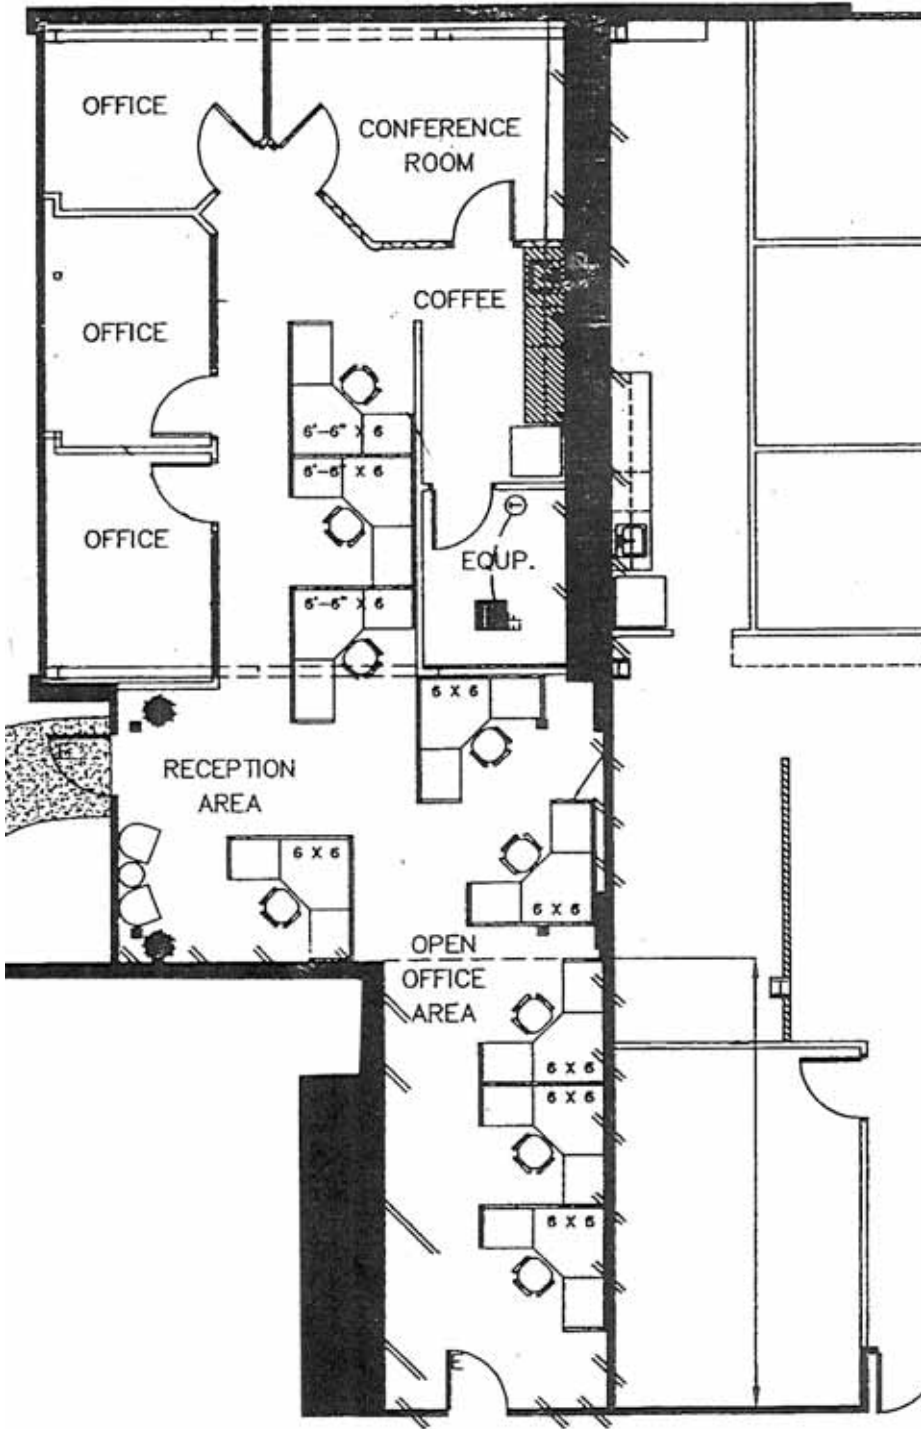 OFFICE
CONFERENCE
ROOM
COFFEE
OFFICE
6'-6" X 6
6'-6" X 6
OFFICE
EQUP.
6'-6" X 6
6 X 6
RECEPTION
AREA
6 X 6
6 X 6
OPEN
OFFICE
AREA
6 X 6
6 X 6
6 X 6